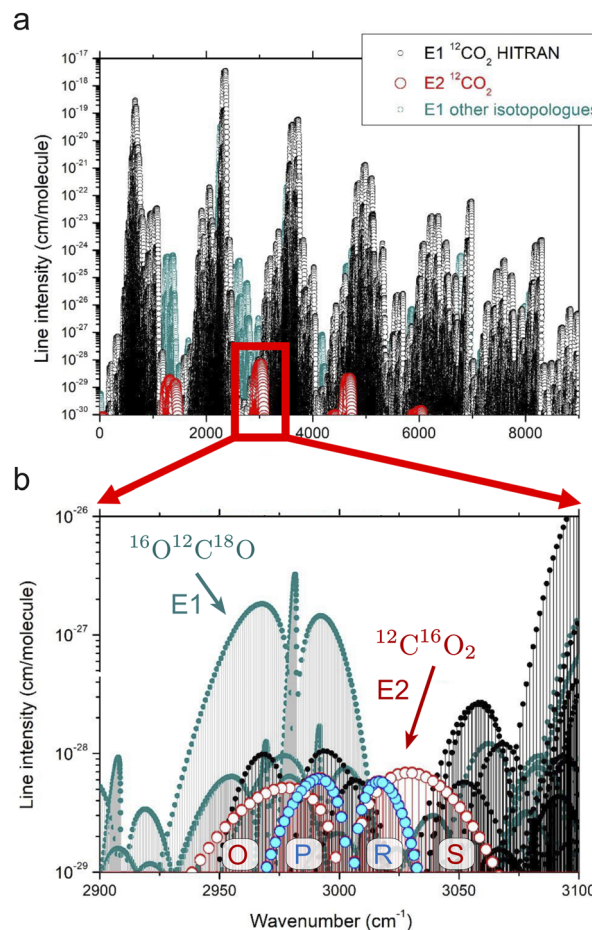 a
E1 ¹²CO₂ HITRAN
E2 ¹²CO₂
E1 other isotopologues
Line intensity (cm/molecule)
10⁻¹⁷
10⁻¹⁸
10⁻¹⁹
10⁻²⁰
10⁻²¹
10⁻²²
10⁻²³
10⁻²⁴
10⁻²⁵
10⁻²⁶
10⁻²⁷
10⁻²⁸
10⁻²⁹
10⁻³⁰
0 2000 4000 6000 8000
b
Line intensity (cm/molecule)
10⁻²⁶
10⁻²⁷
10⁻²⁸
10⁻²⁹
¹⁶O¹²C¹⁸O
E1
¹²C¹⁶O₂
E2
O P R S
2900 2950 3000 3050 3100
Wavenumber (cm⁻¹)